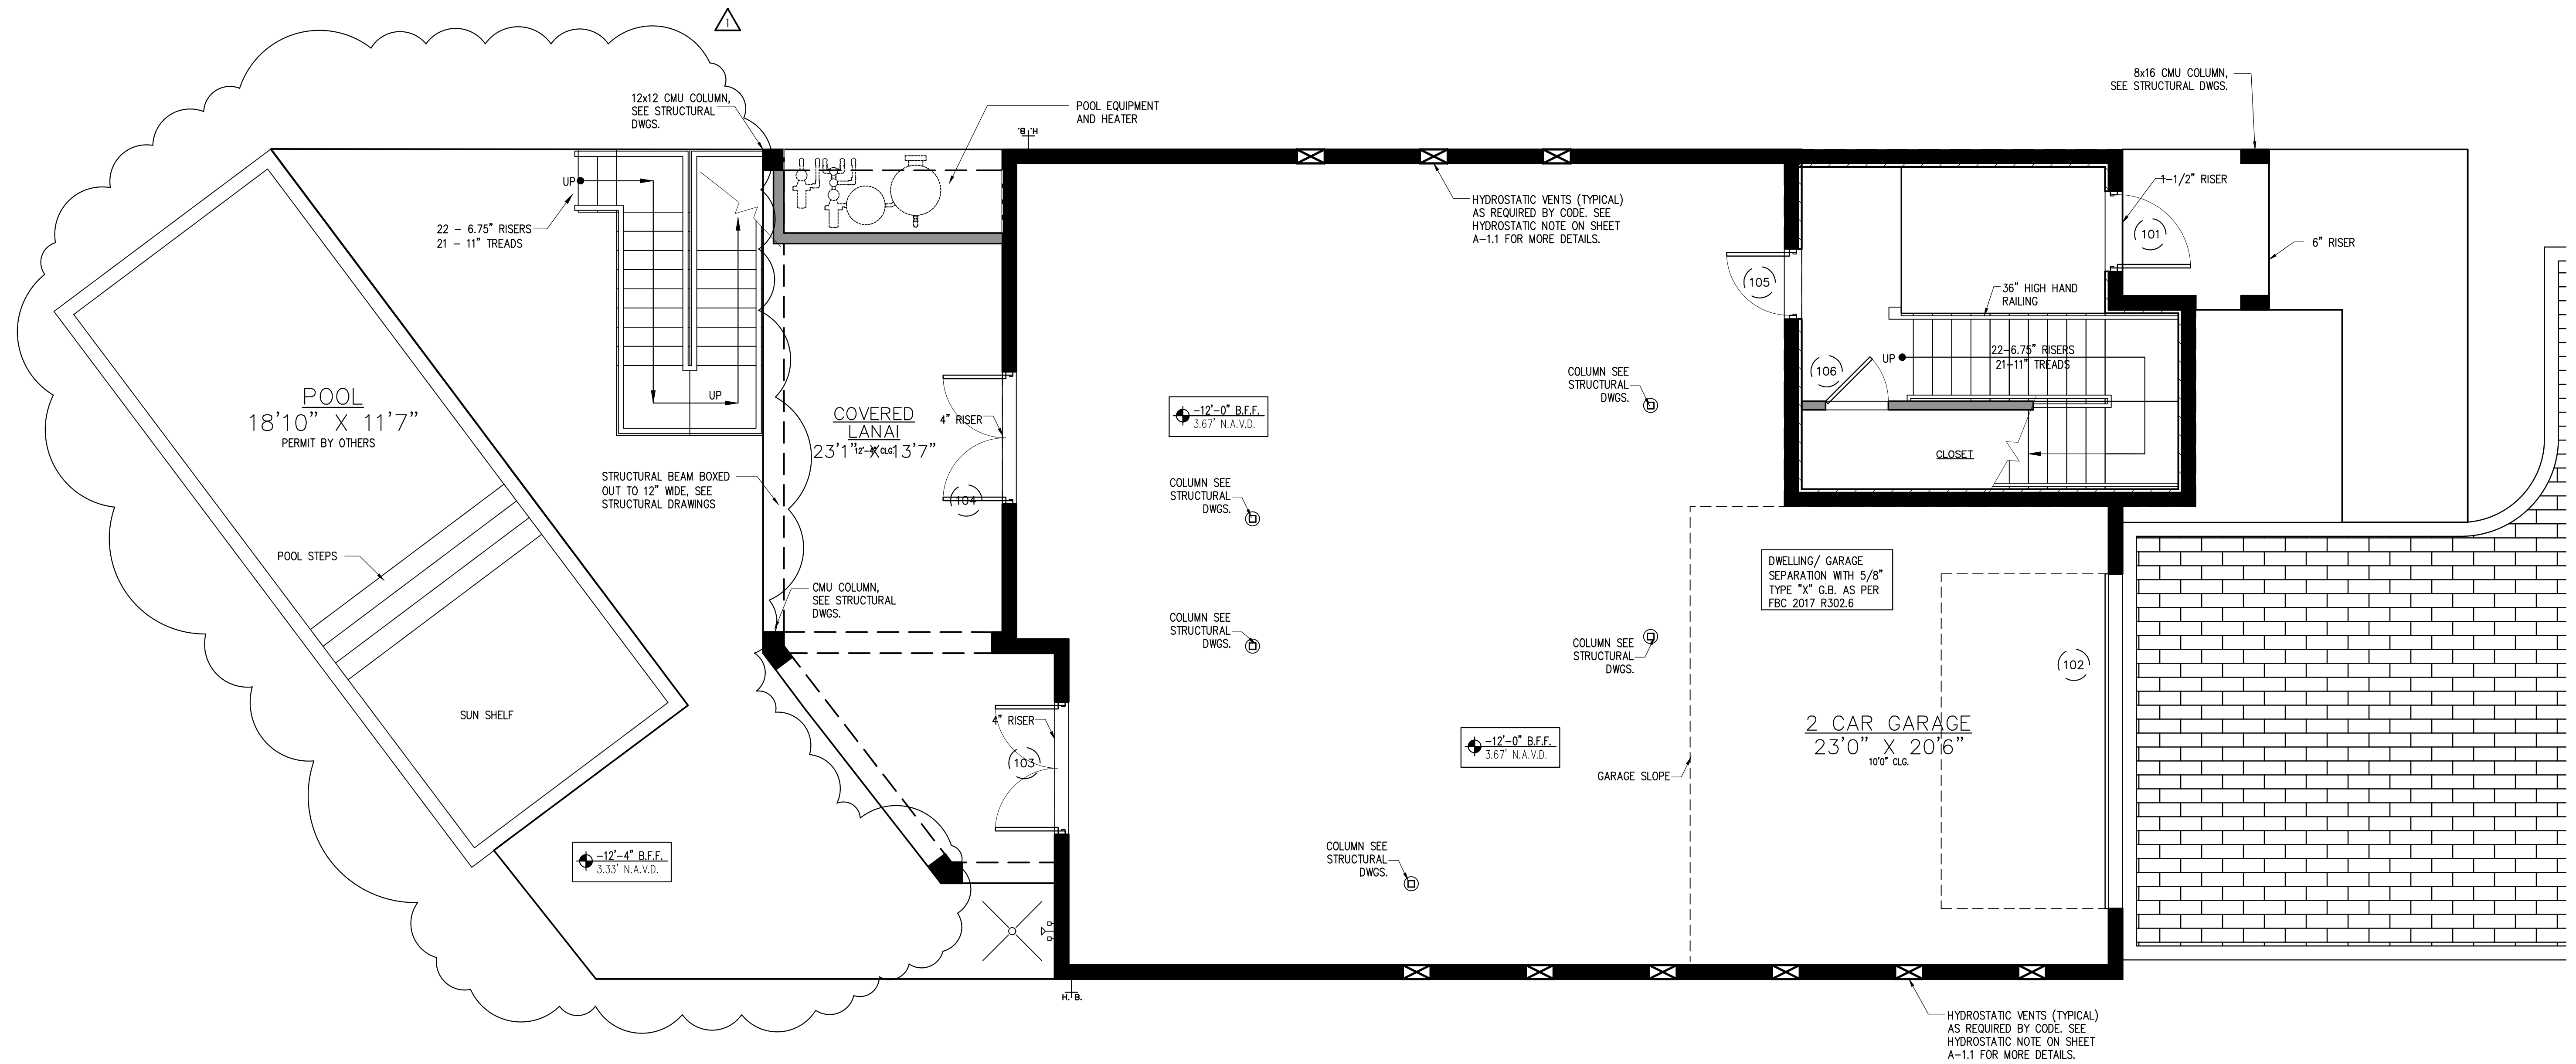 1
8x16 CMU COLUMN,
SEE STRUCTURAL DWGS.
12x12 CMU COLUMN,
SEE STRUCTURAL
DWGS.
POOL EQUIPMENT
AND HEATER
H. B.
UP
22 - 6.75" RISERS
21 - 11" TREADS
UP
HYDROSTATIC VENTS (TYPICAL)
AS REQUIRED BY CODE. SEE
HYDROSTATIC NOTE ON SHEET
A-1.1 FOR MORE DETAILS.
1-1/2" RISER
101
6" RISER
105
36" HIGH HAND
RAILING
UP
22-6.75" RISERS
21-11" TREADS
106
CLOSET
POOL
18'10" X 11'7"
PERMIT BY OTHERS
COVERED
LANAI
23'1" X 13'7"
12'-4" CLG.
4" RISER
104
-12'-0" B.F.F.
3.67' N.A.V.D.
COLUMN SEE
STRUCTURAL
DWGS.
STRUCTURAL BEAM BOXED
OUT TO 12" WIDE, SEE
STRUCTURAL DRAWINGS
COLUMN SEE
STRUCTURAL
DWGS.
POOL STEPS
CMU COLUMN,
SEE STRUCTURAL
DWGS.
DWELLING/ GARAGE
SEPARATION WITH 5/8"
TYPE "X" G.B. AS PER
FBC 2017 R302.6
COLUMN SEE
STRUCTURAL
DWGS.
COLUMN SEE
STRUCTURAL
DWGS.
102
SUN SHELF
4" RISER
103
-12'-0" B.F.F.
3.67' N.A.V.D.
2 CAR GARAGE
23'0" X 20'6"
10'0" CLG.
GARAGE SLOPE
-12'-4" B.F.F.
3.33' N.A.V.D.
COLUMN SEE
STRUCTURAL
DWGS.
H. B.
HYDROSTATIC VENTS (TYPICAL)
AS REQUIRED BY CODE. SEE
HYDROSTATIC NOTE ON SHEET
A-1.1 FOR MORE DETAILS.